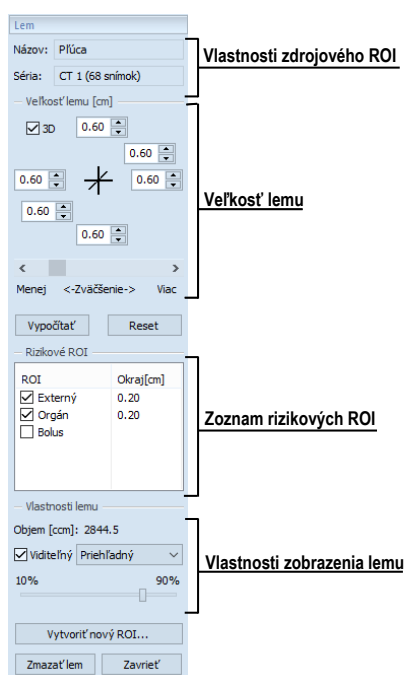 Lem
Názov: Pľúca
Vlastnosti zdrojového ROI
Séria: CT 1 (68 snímok)
Veľkosť lemu [cm]
3D 0.60
0.60
0.60 0.60
Veľkosť lemu
0.60
0.60
Menej <-Zväčšenie-> Viac
Vypočítať Reset
Rizikové ROI
ROI Okraj[cm]
Externý 0.20
Orgán 0.20
Zoznam rizikových ROI
Bolus
Vlastnosti lemu
Objem [ccm]: 2844.5
Viditeľný Priehľadný
Vlastnosti zobrazenia lemu
10% 90%
Vytvoriť nový ROI...
Zmazať lem Zavrieť